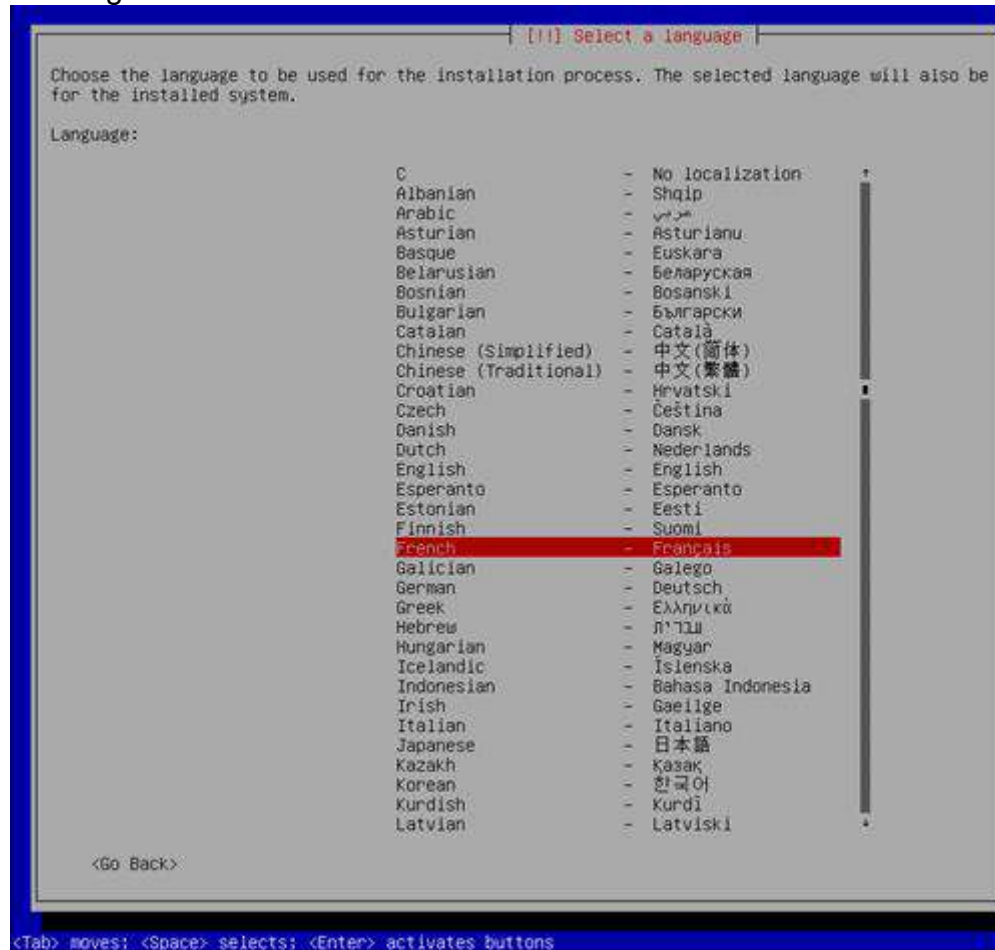 [!!] Select a language
Choose the language to be used for the installation process. The selected language will also be
for the installed system.
Language:
C - No localization
Albanian - Shqip
Arabic - عربي
Asturian - Asturianu
Basque - Euskara
Belarusian - Беларуская
Bosnian - Bosanski
Bulgarian - Български
Catalan - Català
Chinese (Simplified) - 中文(简体)
Chinese (Traditional) - 中文(繁體)
Croatian - Hrvatski
Czech - Čeština
Danish - Dansk
Dutch - Nederlands
English - English
Esperanto - Esperanto
Estonian - Eesti
Finnish - Suomi
French - Français
Galician - Galego
German - Deutsch
Greek - Ελληνικά
Hebrew - עברית
Hungarian - Magyar
Icelandic - Íslenska
Indonesian - Bahasa Indonesia
Irish - Gaeilge
Italian - Italiano
Japanese - 日本語
Kazakh - Қазақ
Korean - 한국어
Kurdish - Kurdî
Latvian - Latviski
<Go Back>
<Tab> moves; <Space> selects; <Enter> activates buttons